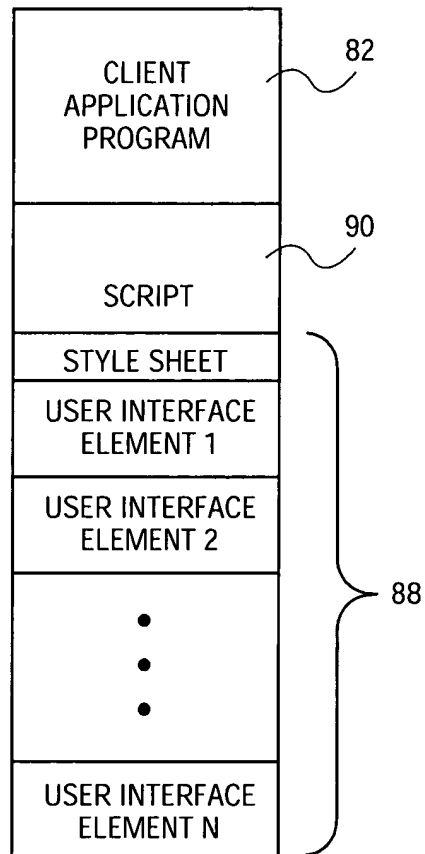 CLIENT
APPLICATION
PROGRAM
82
90
SCRIPT
STYLE SHEET
USER INTERFACE
ELEMENT 1
USER INTERFACE
ELEMENT 2
88
USER INTERFACE
ELEMENT N